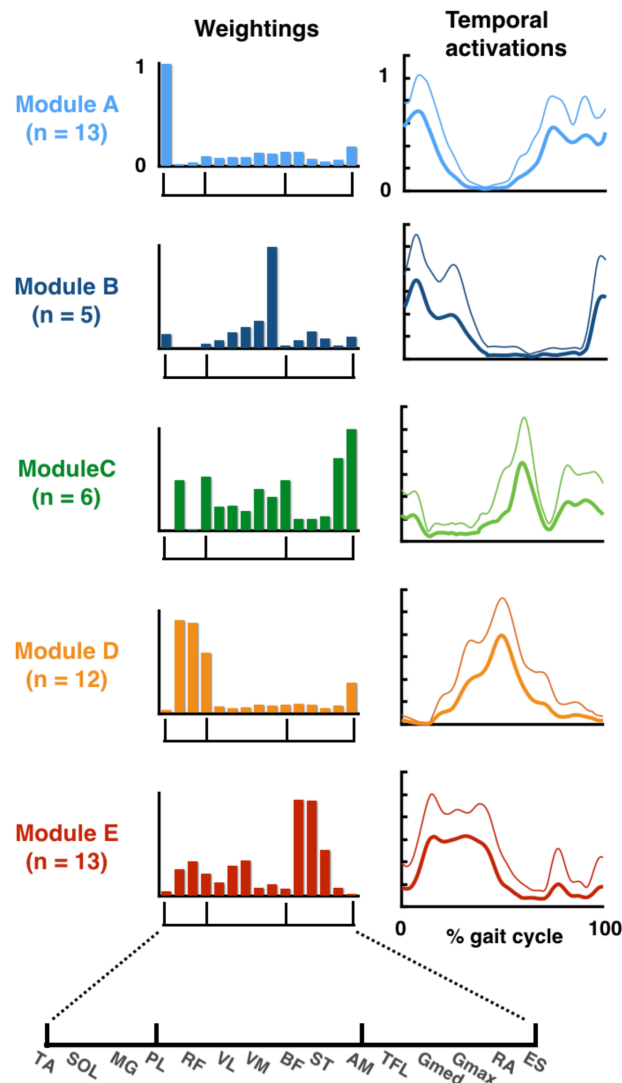 Weightings
Temporal
activations
Module A
(n = 13)
1
0
1
0
Module B
(n = 5)
ModuleC
(n = 6)
Module D
(n = 12)
Module E
(n = 13)
0
100
% gait cycle
TA SOL MG PL RF VL VM BF ST AM TFL Gmed Gmax RA ES